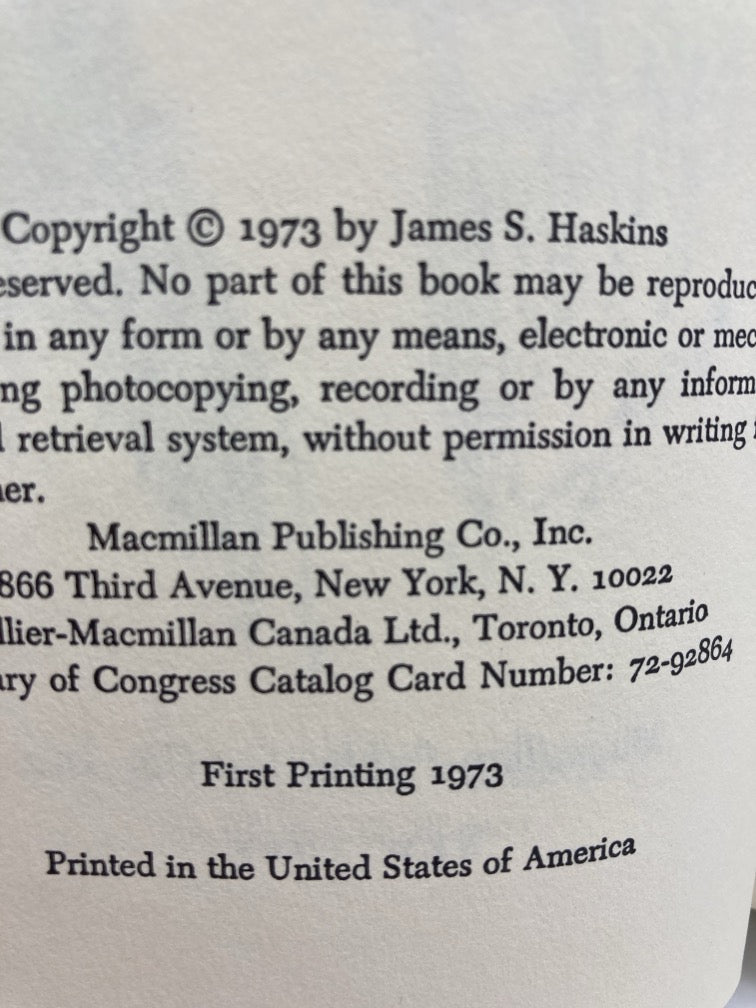 Copyright © 1973 by James S. Haskins
eserved. No part of this book may be reproduc
in any form or by any means, electronic or mec
ng photocopying, recording or by any inform
l retrieval system, without permission in writing
er.
Macmillan Publishing Co., Inc.
866 Third Avenue, New York, N. Y. 10022
llier-Macmillan Canada Ltd., Toronto, Ontario
ary of Congress Catalog Card Number: 72-92864
First Printing 1973
Printed in the United States of America